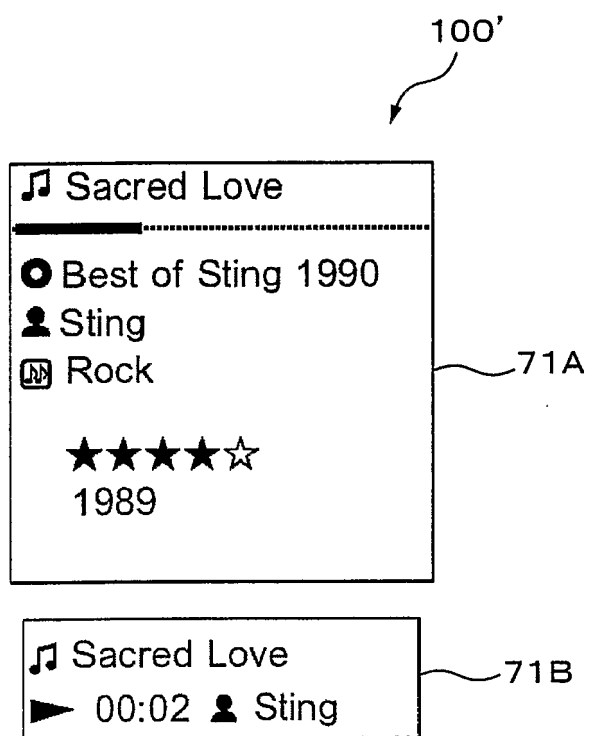 100'
Sacred Love
Best of Sting 1990
Sting
Rock
71A
★★★★☆
1989
Sacred Love
71B
00:02 Sting